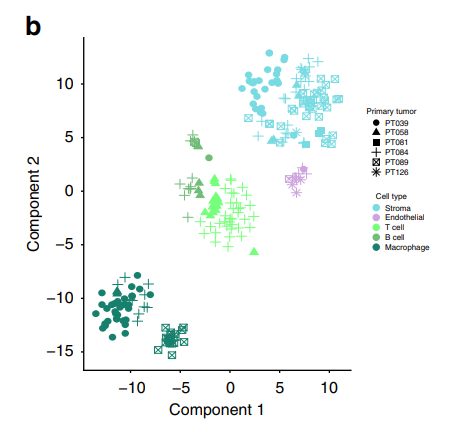 b
10
5
0
−5
−10
−15
Component 2
−10 −5 0 5 10
Component 1
Primary tumor
PT039
PT058
PT081
PT084
PT089
PT126
Cell type
Stroma
Endothelial
T cell
B cell
Macrophage